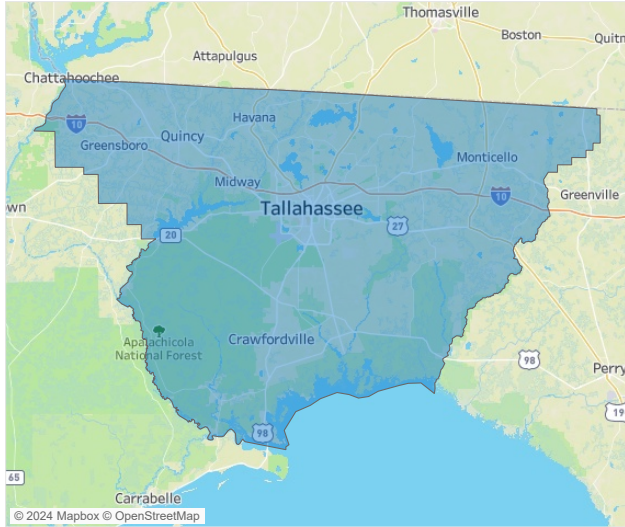 Thomasville
Boston
Quitn
Attapulgus
Chattahoochee
10
Havana
Quincy
Greensboro
Monticello
Midway
10
Greenville
own
Tallahassee
27
20
Apalachicola
National Forest
Crawfordville
98
Perry
19
98
65
Carrabelle
© 2024 Mapbox © OpenStreetMap